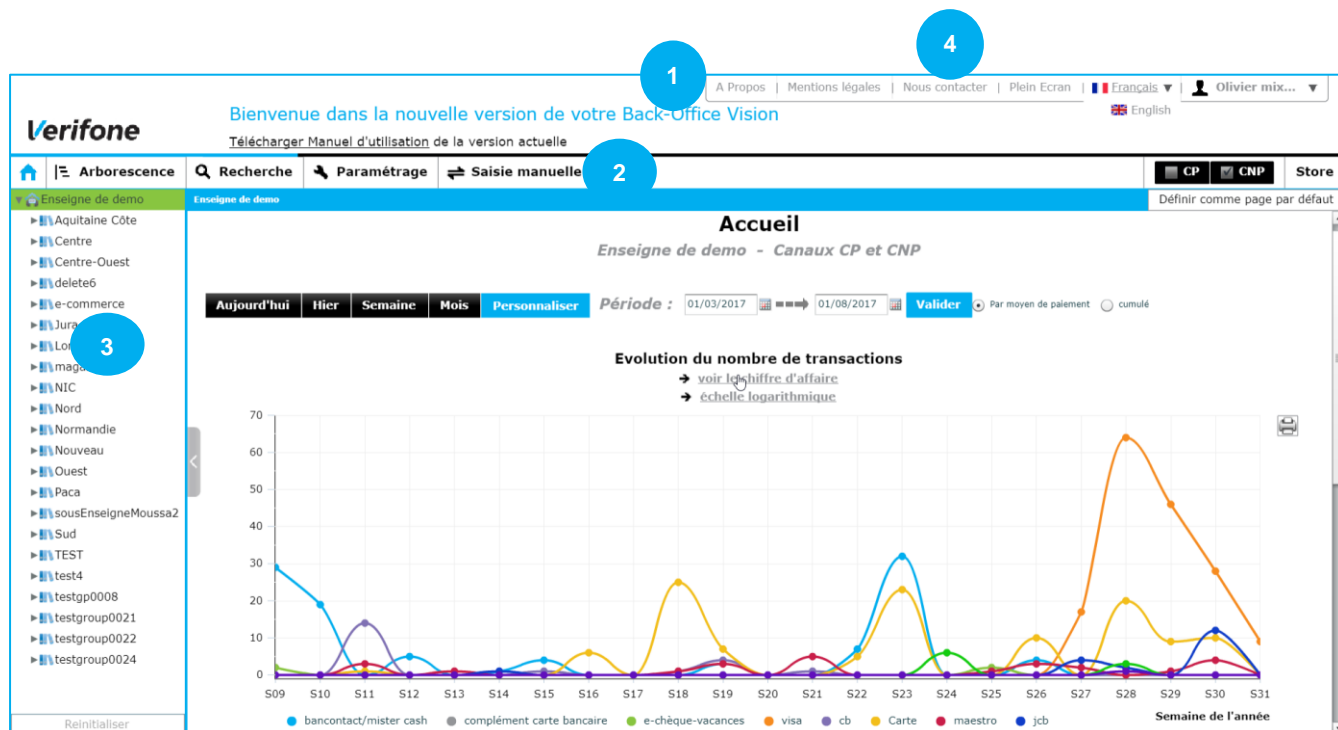 4
1
A Propos | Mentions légales | Nous contacter | Plein Ecran | Français ▼ | Olivier mix... ▼
English
Verifone
Bienvenue dans la nouvelle version de votre Back-Office Vision
Télécharger Manuel d'utilisation de la version actuelle
Arborescence Recherche Paramétrage Saisie manuelle 2 CP CNP Store
Enseigne de demo Enseigne de demo Définir comme page par défaut
Aquitaine Côte
Centre
Centre-Ouest
delete6
e-commerce
Jura
3
NIC
Nord
Normandie
Nouveau
Ouest
Paca
sousEnseigneMoussa2
Sud
TEST
test4
testgp0008
testgroup0021
testgroup0022
testgroup0024
Reinitialiser
Accueil
Enseigne de demo - Canaux CP et CNP
Aujourd'hui Hier Semaine Mois Personnaliser Période : 01/03/2017 01/08/2017 Valider Par moyen de paiement cumulé
Evolution du nombre de transactions
voir le chiffre d'affaire
échelle logarithmique
70
60
50
40
30
20
10
0
S09 S10 S11 S12 S13 S14 S15 S16 S17 S18 S19 S20 S21 S22 S23 S24 S25 S26 S27 S28 S29 S30 S31
Semaine de l'année
bancontact/mister cash complément carte bancaire e-chèque-vacances visa cb Carte maestro jcb